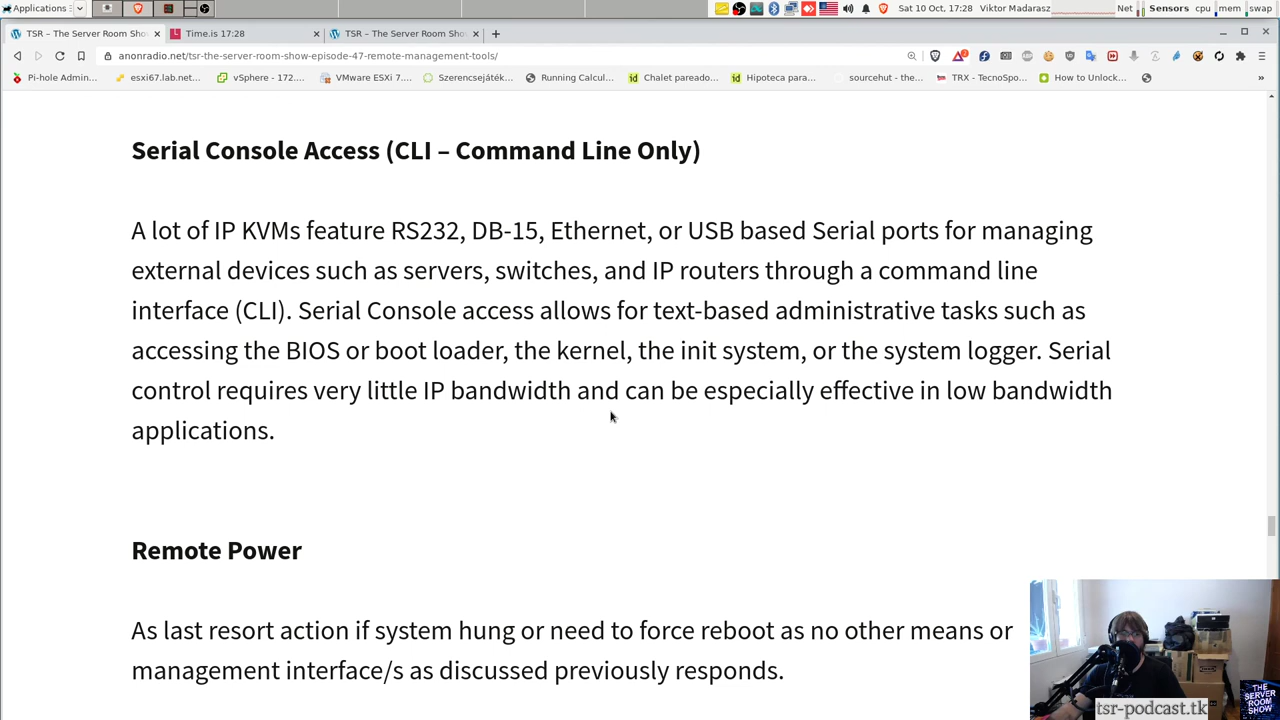 Applications
Sat 10 Oct, 17:28 Viktor Madarasz
Net Sensors cpu mem swap
TSR – The Server Room Sho
Time.is 17:28
TSR – The Server Room Sho
anonradio.net/tsr-the-server-room-show-episode-47-remote-management-tools/
Pi-hole Admin...
esxi67.lab.net...
vSphere - 172....
VMware ESXi 7....
Szerencsejáték...
Running Calcul...
Chalet pareado...
Hipoteca para...
sourcehut - the...
TRX - TecnoSpo...
How to Unlock...
Serial Console Access (CLI – Command Line Only)
A lot of IP KVMs feature RS232, DB-15, Ethernet, or USB based Serial ports for managing
external devices such as servers, switches, and IP routers through a command line
interface (CLI). Serial Console access allows for text-based administrative tasks such as
accessing the BIOS or boot loader, the kernel, the init system, or the system logger. Serial
control requires very little IP bandwidth and can be especially effective in low bandwidth
applications.
Remote Power
As last resort action if system hung or need to force reboot as no other means or
management interface/s as discussed previously responds.
tsr-podcast.tk
THE
SERVER
ROOM
SHOW